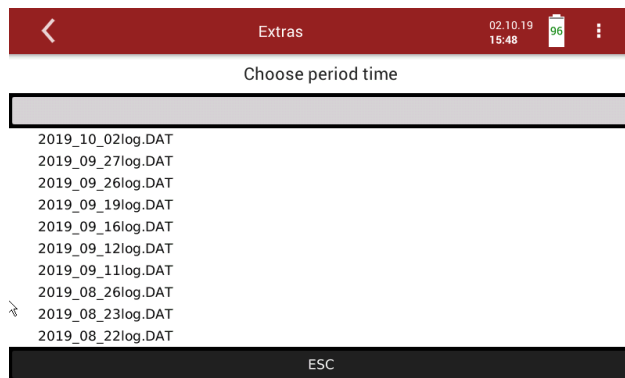 Extras
02.10.19
15:48
96
Choose period time
2019_10_02log.DAT
2019_09_27log.DAT
2019_09_26log.DAT
2019_09_19log.DAT
2019_09_16log.DAT
2019_09_12log.DAT
2019_09_11log.DAT
2019_08_26log.DAT
2019_08_23log.DAT
2019_08_22log.DAT
ESC